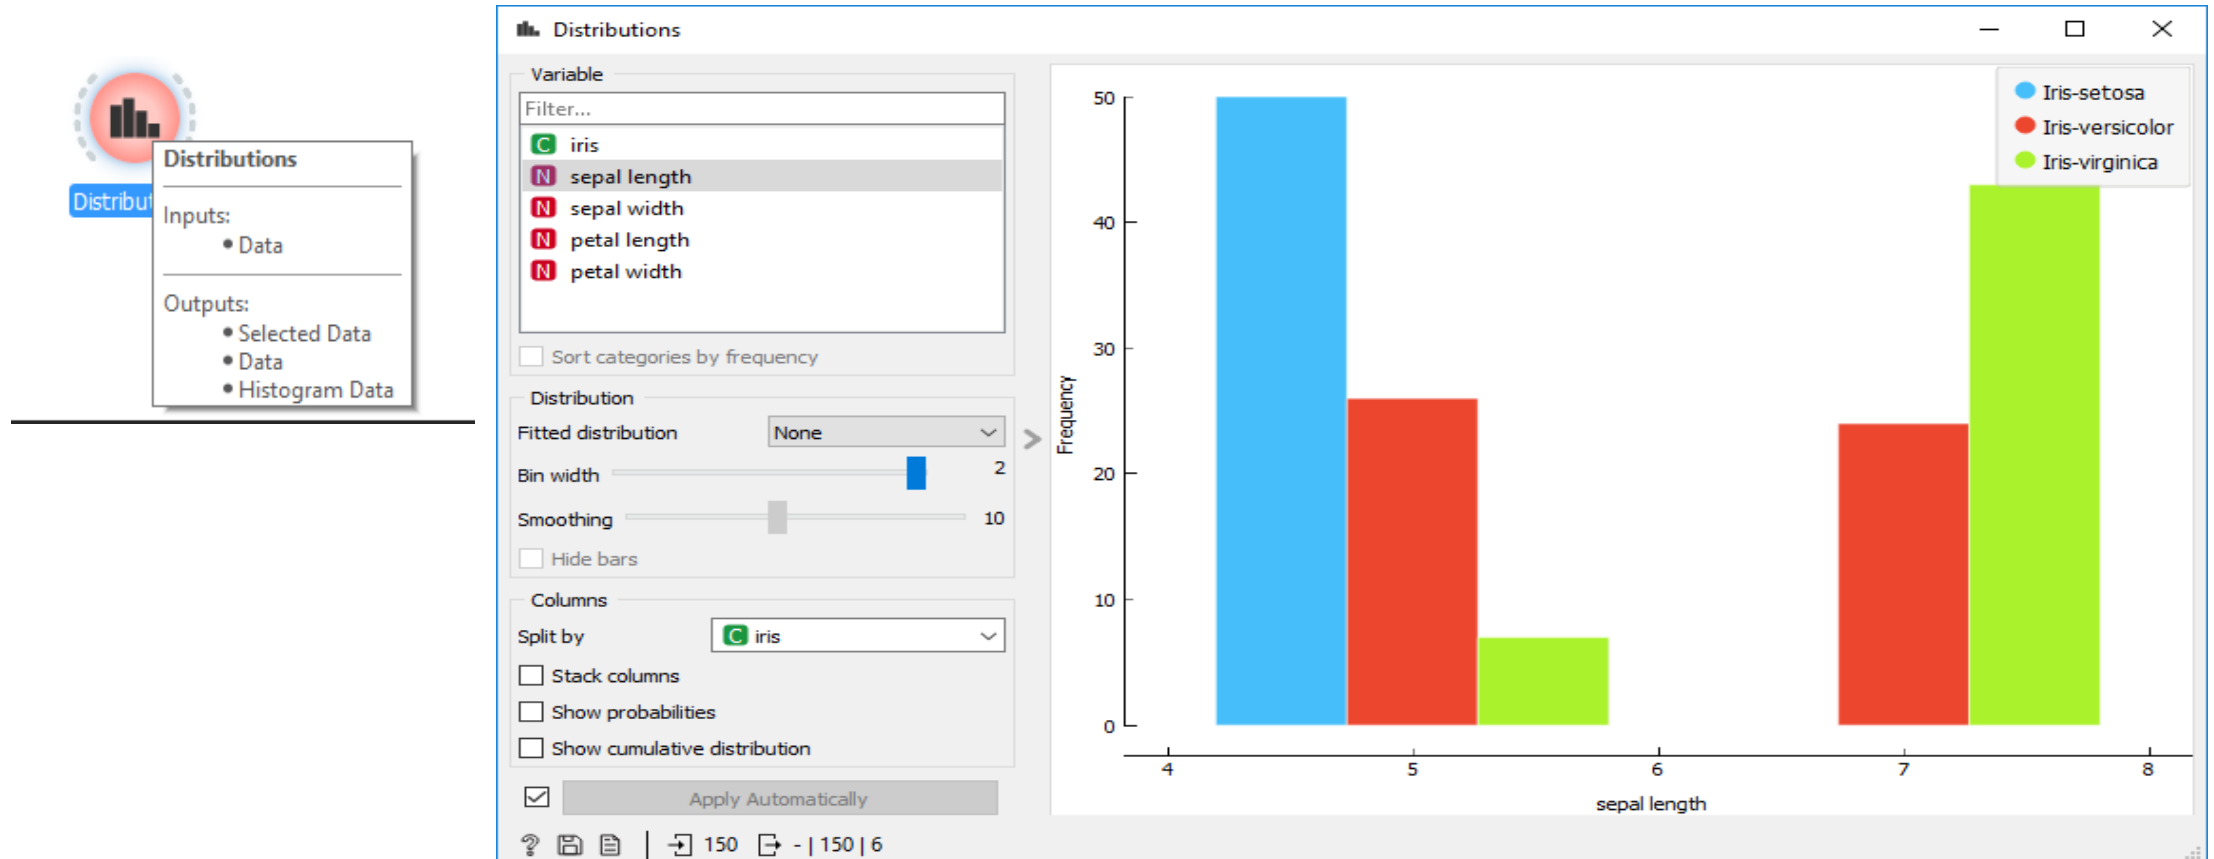 Distribut
Distributions
Inputs:
• Data
Outputs:
• Selected Data
• Data
• Histogram Data
Distributions
Variable
Filter...
C iris
N sepal length
N sepal width
N petal length
N petal width
Sort categories by frequency
Distribution
Fitted distribution None
Bin width 2
Smoothing 10
Hide bars
Columns
Split by C iris
Stack columns
Show probabilities
Show cumulative distribution
Apply Automatically
? 150 - | 150 | 6
>
Iris-setosa
Iris-versicolor
Iris-virginica
Frequency
50
40
30
20
10
0
4 5 6 7 8
sepal length